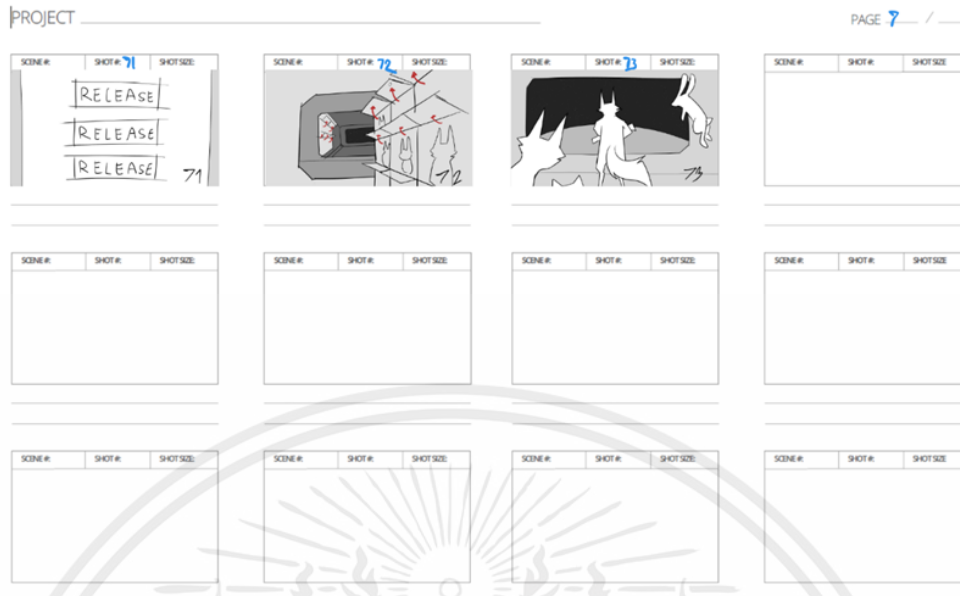 PROJECT
PAGE 7 /
SCENE #: SHOT #: 71 SHOT SIZE:
SCENE #: SHOT #: 72 SHOT SIZE:
SCENE #: SHOT #: 73 SHOT SIZE:
SCENE #: SHOT #: SHOT SIZE
RELEASE
RELEASE
RELEASE
71
72
73
SCENE #: SHOT #: SHOT SIZE:
SCENE #: SHOT #: SHOT SIZE:
SCENE #: SHOT #: SHOT SIZE:
SCENE #: SHOT #: SHOT SIZE
SCENE #: SHOT #: SHOT SIZE:
SCENE #: SHOT #: SHOT SIZE:
SCENE #: SHOT #: SHOT SIZE:
SCENE #: SHOT #: SHOT SIZE